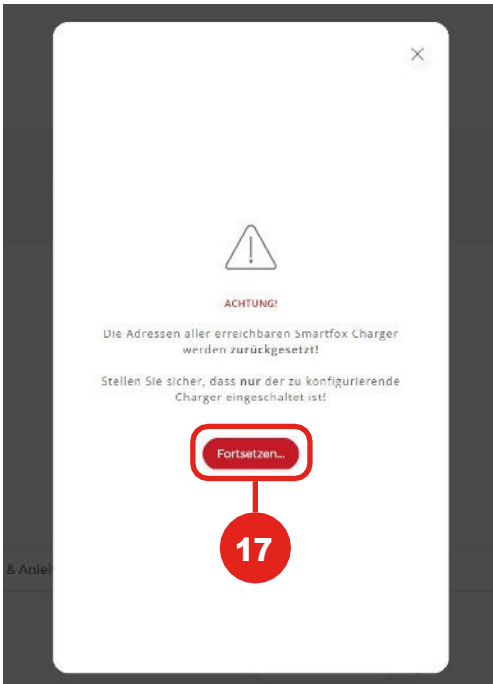 ACHTUNG!
Die Adressen aller erreichbaren Smartfox Charger
werden zurückgesetzt!
Stellen Sie sicher, dass nur der zu konfigurierende
Charger eingeschaltet ist!
Fortsetzen...
17
& Anlei